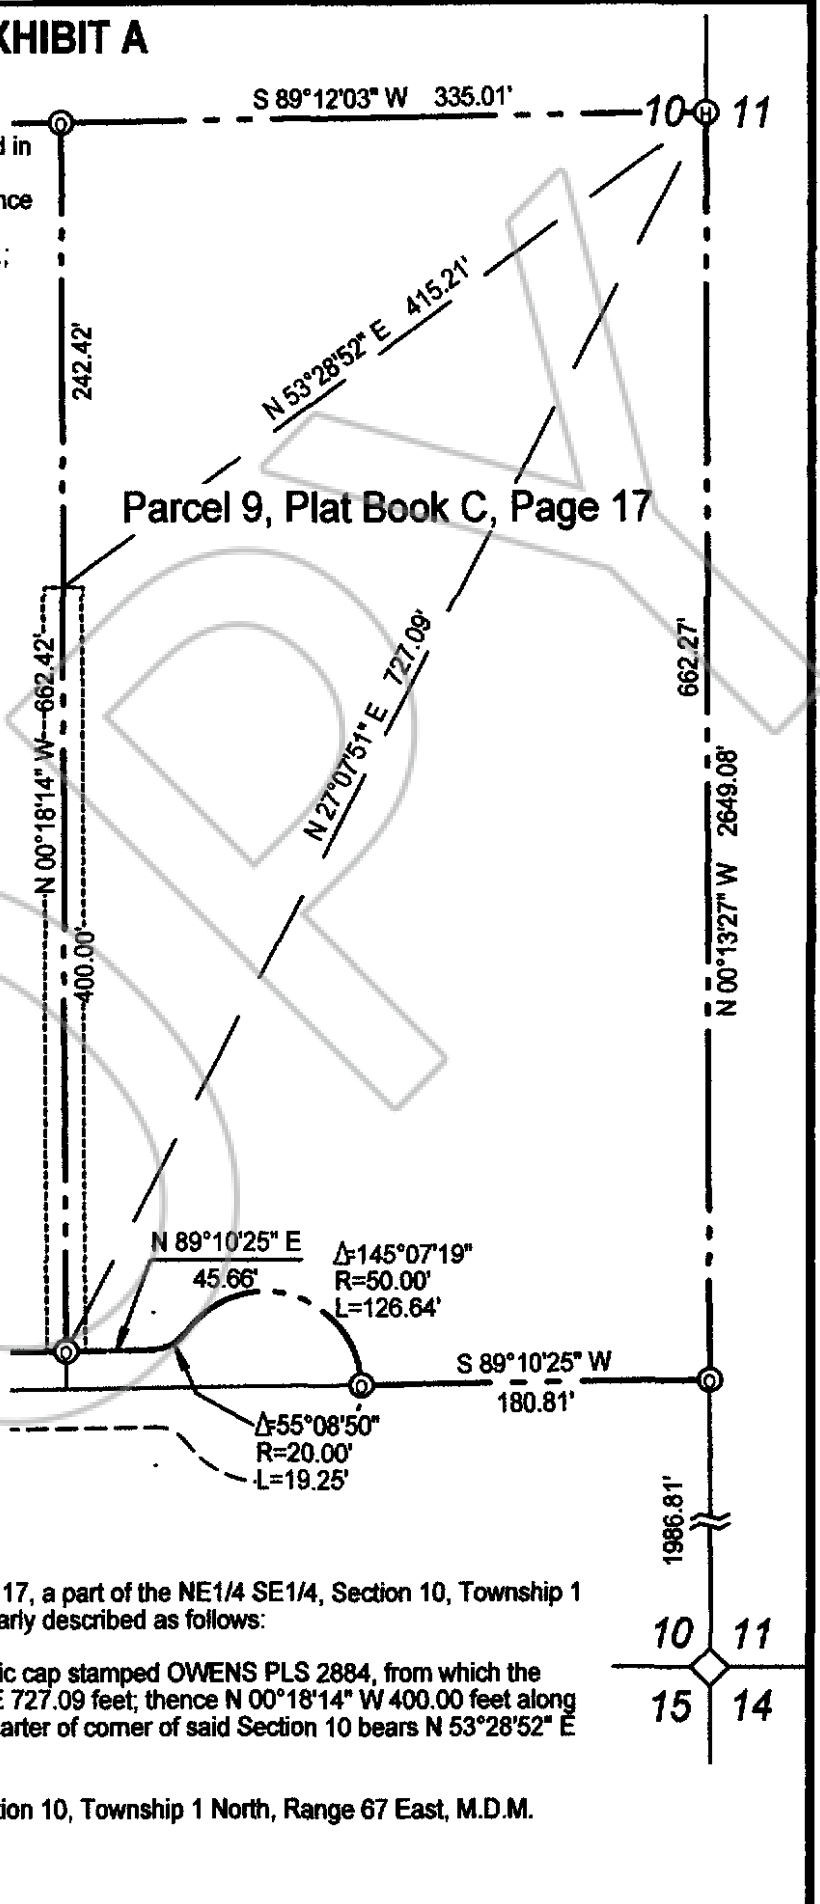 XHIBIT A
S 89°12'03" W 335.01'
10 H 11
O
d in
nce
.;
242.42'
N 53°28'52" E 415.21'
Parcel 9, Plat Book C, Page 17
N 00°18'14" W 662.42'
400.00'
N 27°07'51" E 727.09'
662.27'
N 00°13'27" W 2649.08'
N 89°10'25" E
45.66'
Δ=145°07'19"
R=50.00'
L=126.64'
O
O
S 89°10'25" W
180.81'
O
Δ=55°08'50"
R=20.00'
L=19.25'
1986.81'
17, a part of the NE1/4 SE1/4, Section 10, Township 1
arly described as follows:
ic cap stamped OWENS PLS 2884, from which the
E 727.09 feet; thence N 00°18'14" W 400.00 feet along
arter of corner of said Section 10 bears N 53°28'52" E
10 11
15 14
ion 10, Township 1 North, Range 67 East, M.D.M.
OPY